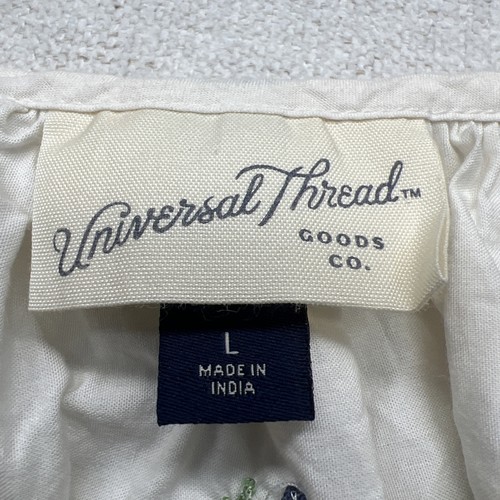 Universal Thread™
GOODS
CO.
L
MADE IN
INDIA